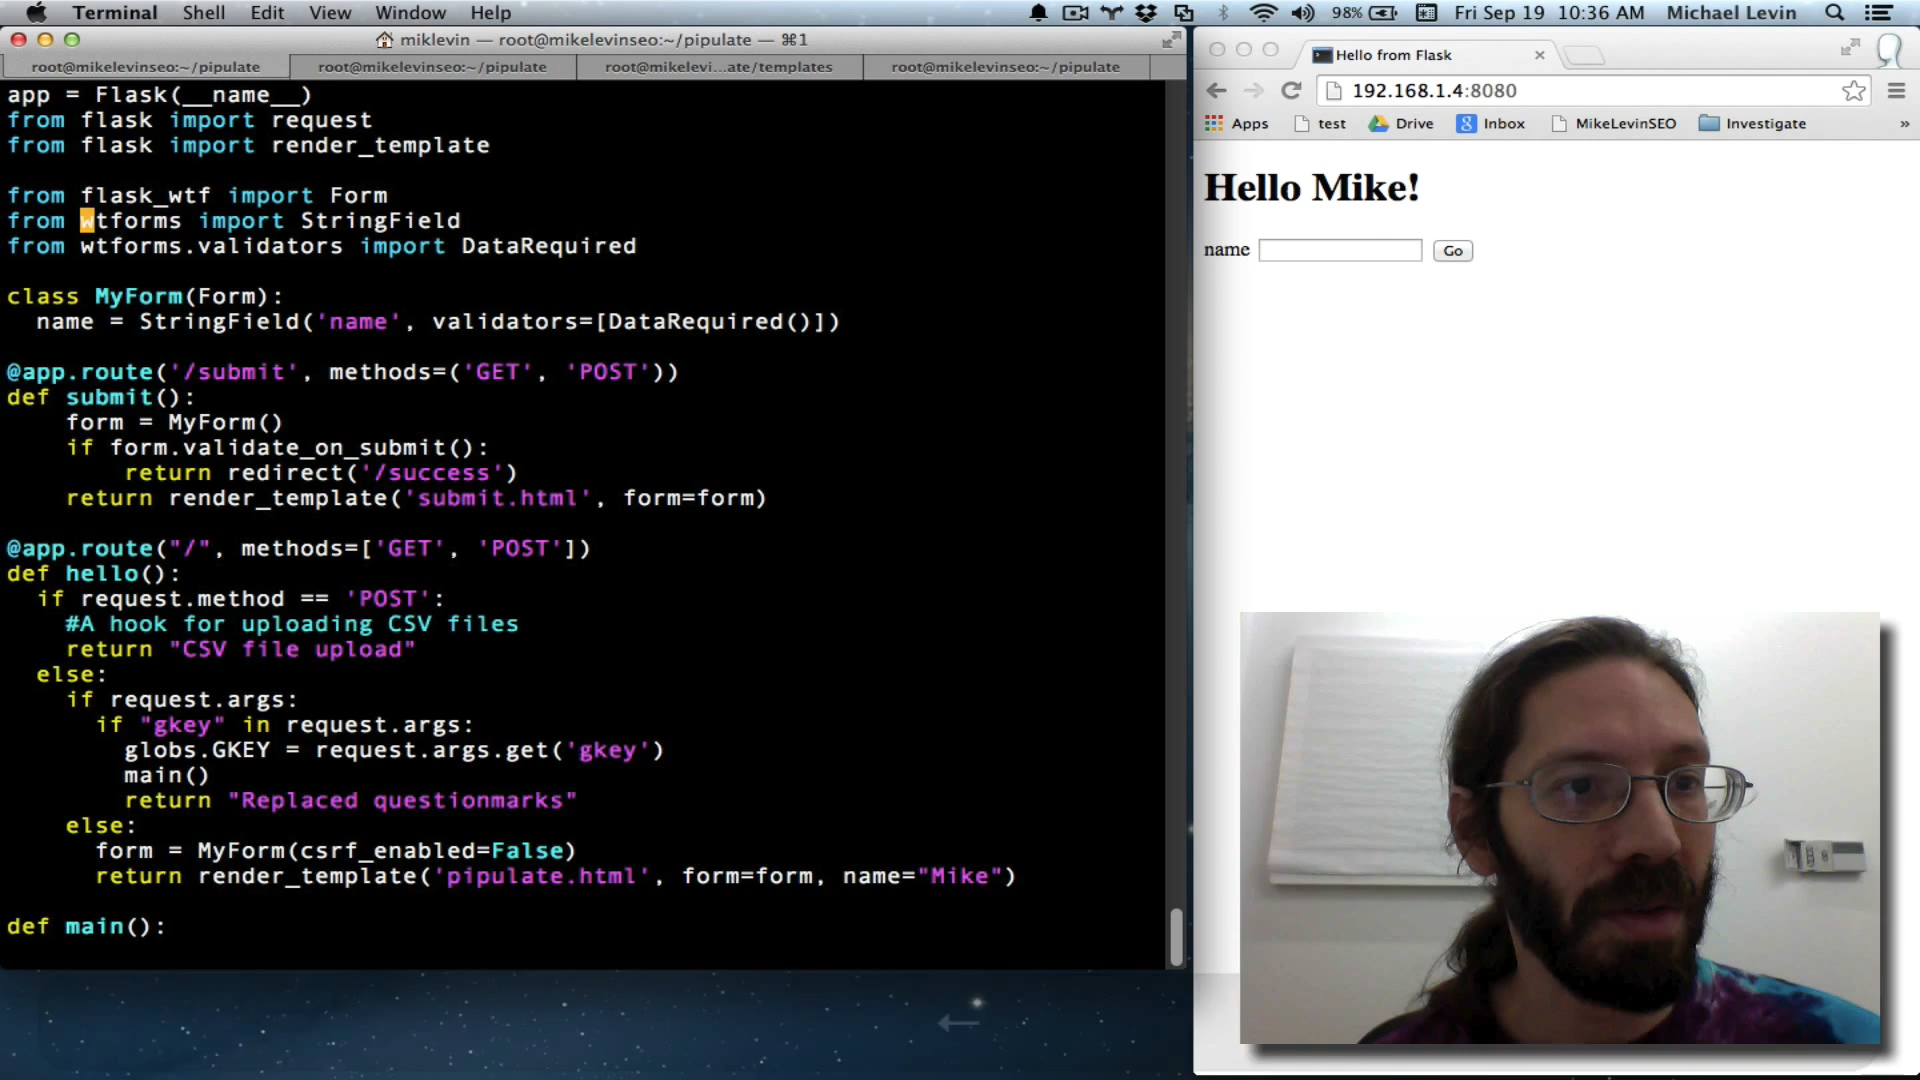 Terminal Shell Edit View Window Help 98% Fri Sep 19 10:36 AM Michael Levin
miklevin — root@mikelevinseo:~/pipulate — ⌘1
root@mikelevinseo:~/pipulate root@mikelevinseo:~/pipulate root@mikelevi...ate/templates root@mikelevinseo:~/pipulate
app = Flask(__name__)
from flask import request
from flask import render_template
from flask_wtf import Form
from wtforms import StringField
from wtforms.validators import DataRequired
class MyForm(Form):
name = StringField('name', validators=[DataRequired()])
@app.route('/submit', methods=('GET', 'POST'))
def submit():
form = MyForm()
if form.validate_on_submit():
return redirect('/success')
return render_template('submit.html', form=form)
@app.route("/", methods=['GET', 'POST'])
def hello():
if request.method == 'POST':
#A hook for uploading CSV files
return "CSV file upload"
else:
if request.args:
if "gkey" in request.args:
globs.GKEY = request.args.get('gkey')
main()
return "Replaced questionmarks"
else:
form = MyForm(csrf_enabled=False)
return render_template('pipulate.html', form=form, name="Mike")
def main():
Hello from Flask
192.168.1.4:8080
Apps test Drive Inbox MikeLevinSEO Investigate »
Hello Mike!
name Go